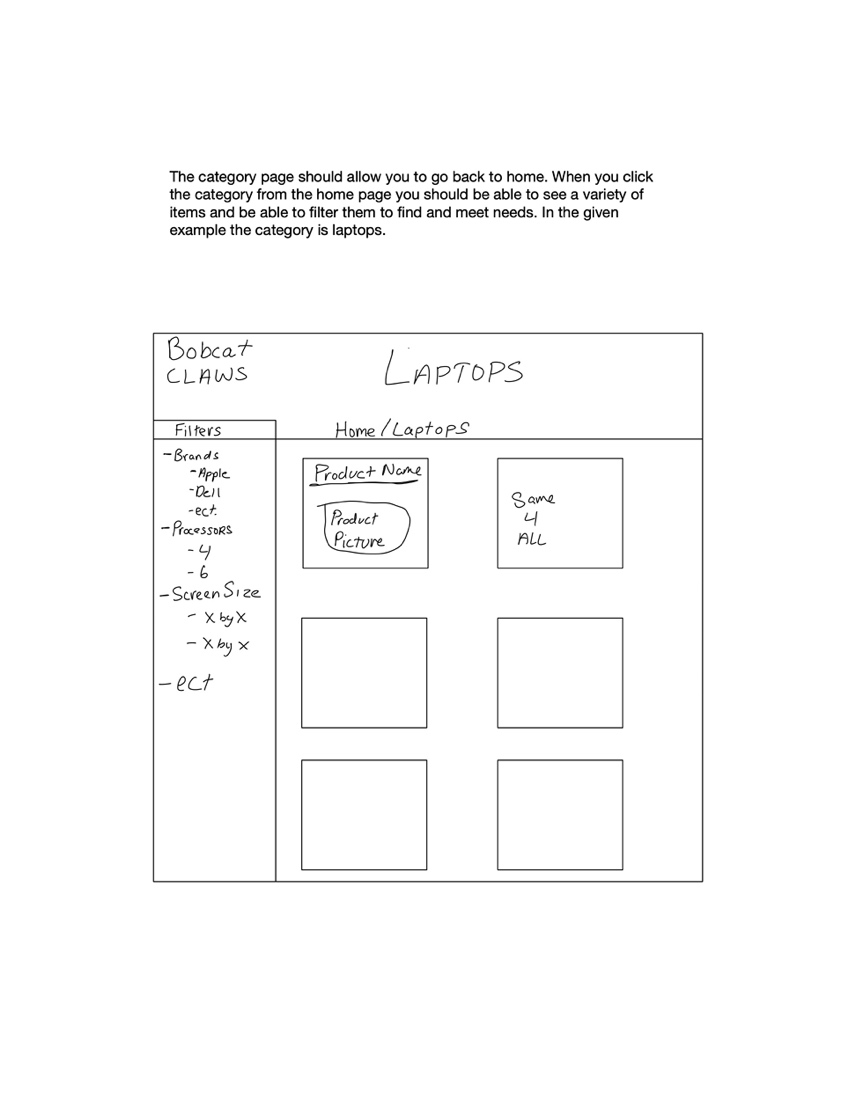 The category page should allow you to go back to home. When you click
the category from the home page you should be able to see a variety of
items and be able to filter them to find and meet needs. In the given
example the category is laptops.
Bobcat
CLAWS
LAPTOPS
Filters
Home/Laptops
-Brands
-Apple
-Dell
-ect.
-Processors
-4
-6
-Screen Size
- X by X
- X by X
-ect
Product Name
Product
Picture
Same
4
ALL